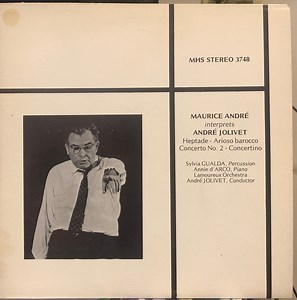 MHS STEREO 3748
MAURICE ANDRÉ
interprets
ANDRÉ JOLIVET
Heptade - Arioso barocco
Concerto No. 2 - Concertino
Sylvia GUALDA, Percussion
Annie d'ARCO, Piano
Lamoureux Orchestra
André JOLIVET, Conductor